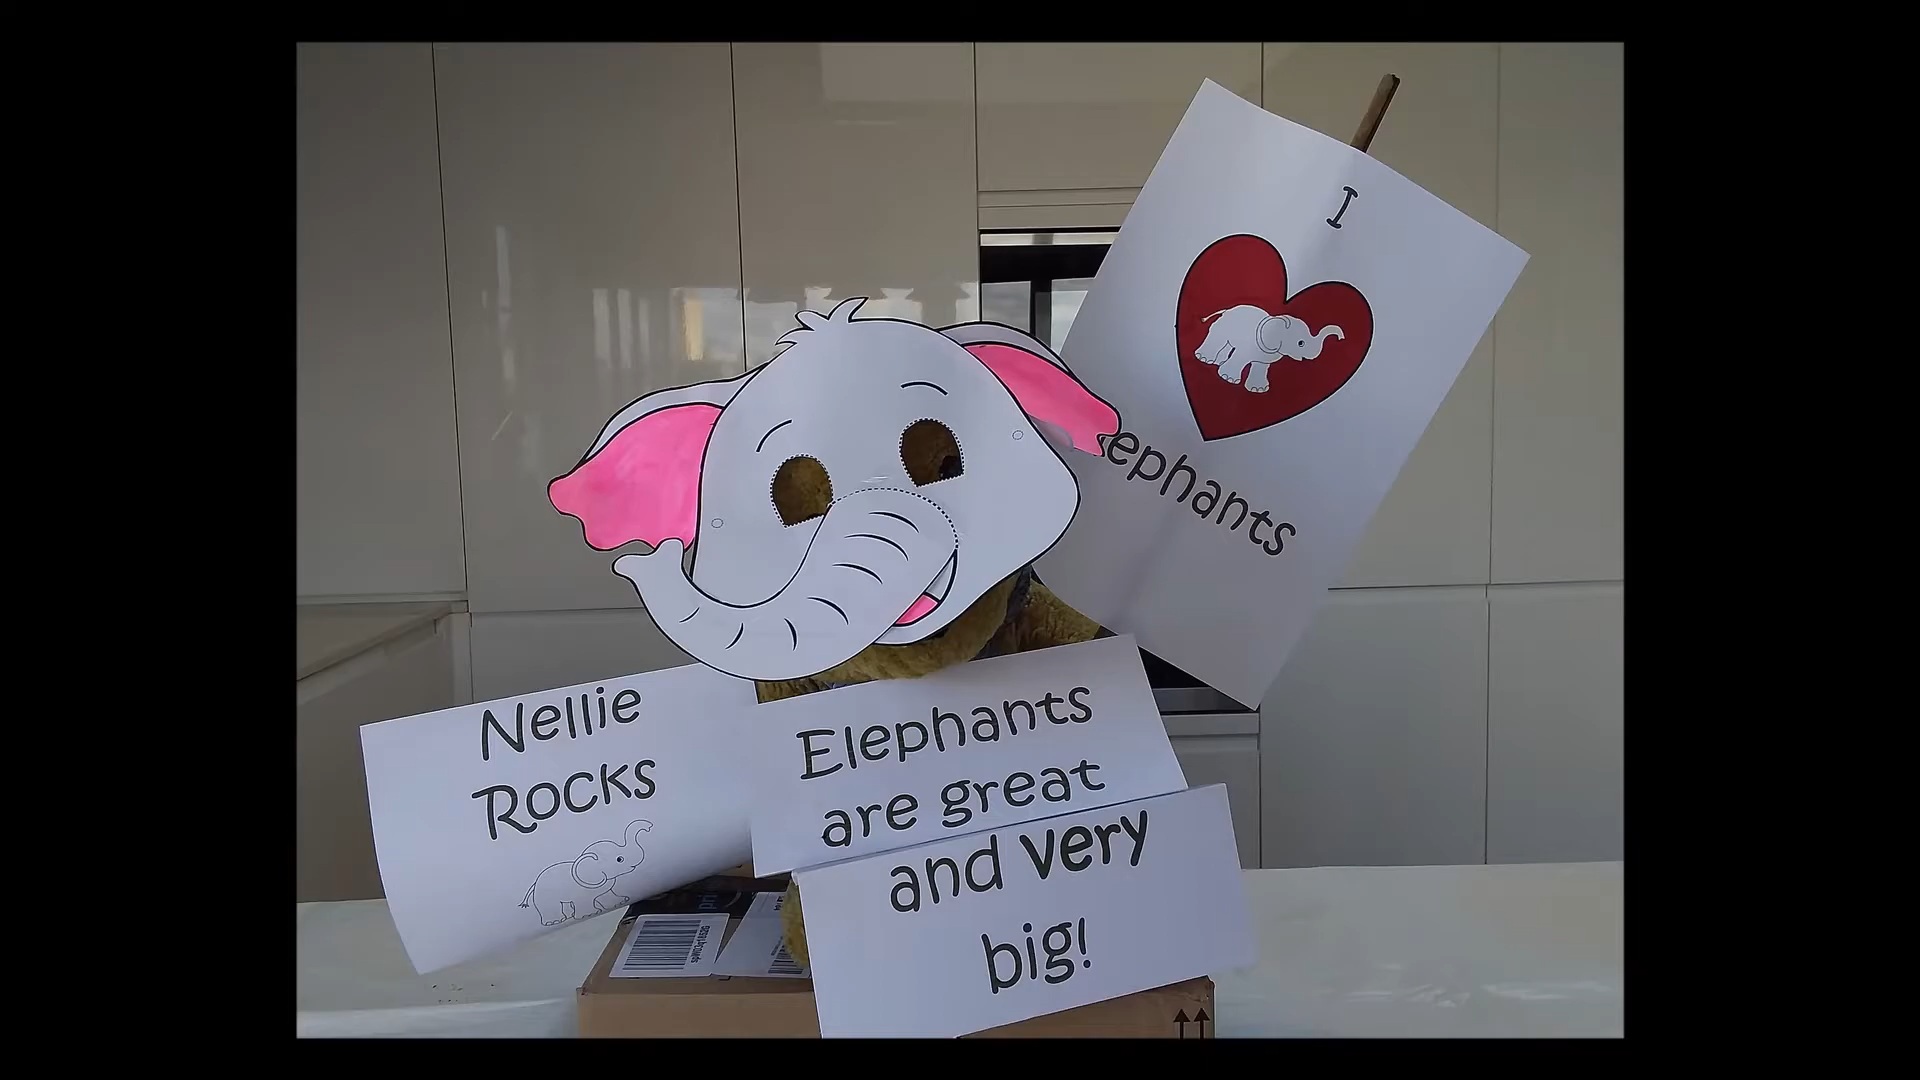 I
ephants
Nellie
Rocks
Elephants
are great
and very
big!